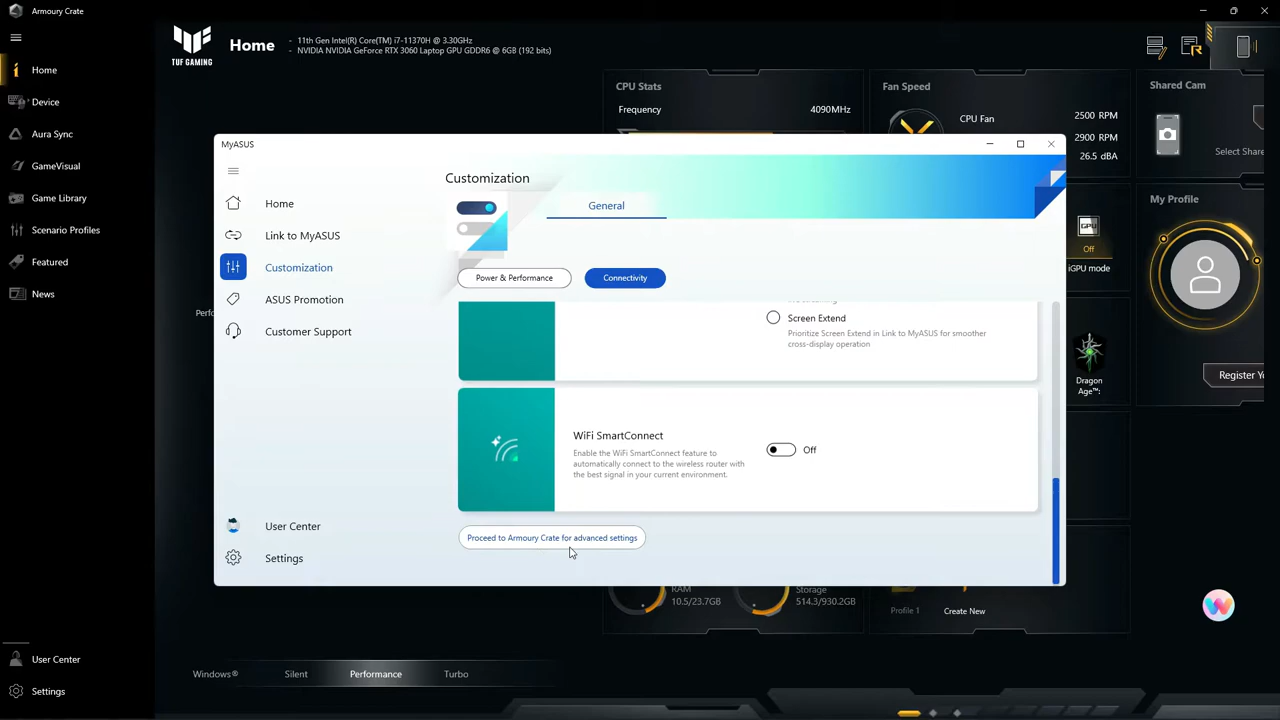 Armoury Crate
TUF GAMING
Home
- 11th Gen Intel(R) Core(TM) i7-11370H @ 3.30GHz
- NVIDIA NVIDIA GeForce RTX 3060 Laptop GPU GDDR6 @ 6GB (192 bits)
Home
Device
Aura Sync
GameVisual
Game Library
Scenario Profiles
Featured
News
User Center
Settings
CPU Stats
Frequency
4090MHz
Fan Speed
CPU Fan
2500 RPM
2900 RPM
26.5 dBA
Shared Cam
Select Share
My Profile
GPU
Off
iGPU mode
Dragon
Age™:
Register Yo
MyASUS
Home
Link to MyASUS
Customization
ASUS Promotion
Customer Support
User Center
Settings
Customization
General
Power & Performance
Connectivity
Screen Extend
Prioritize Screen Extend in Link to MyASUS for smoother
cross-display operation
WiFi SmartConnect
Enable the WiFi SmartConnect feature to
automatically connect to the wireless router with
the best signal in your current environment.
Off
Proceed to Armoury Crate for advanced settings
RAM
10.5/23.7GB
Storage
514.3/930.2GB
Profile 1
Create New
Windows®
Silent
Performance
Turbo